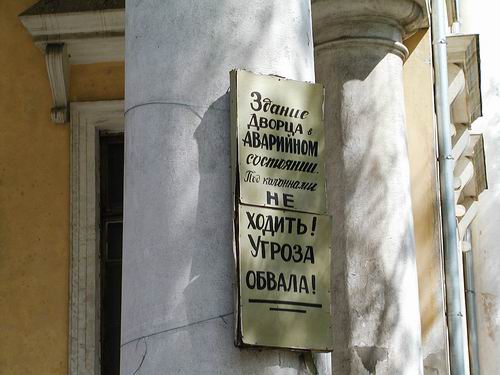 Здание
ДВОРЦА в
АВАРИЙНОМ
состоянии.
Под колоннами
НЕ
ХОДИТЬ!
УГРОЗА
ОБВАЛА!